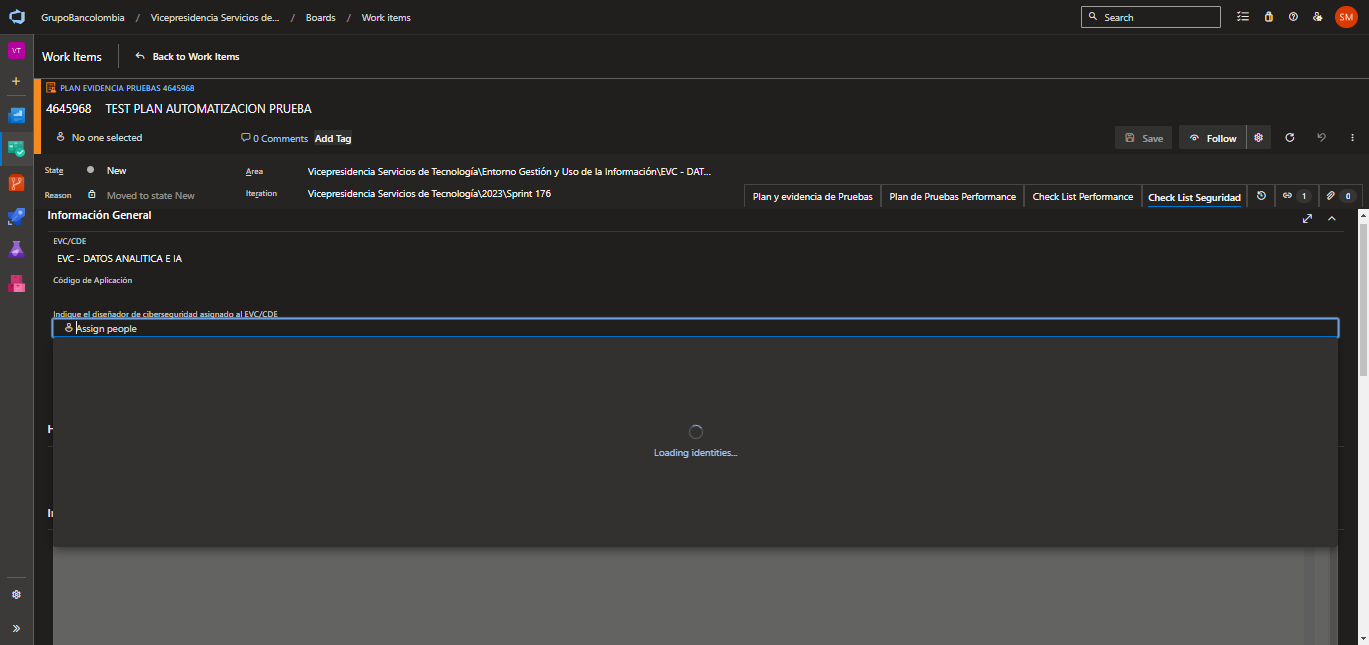 GrupoBancolombia / Vicepresidencia Servicios de... / Boards / Work items
Search
SM
VT
Work Items
Back to Work Items
PLAN EVIDENCIA PRUEBAS 4645968
4645968 TEST PLAN AUTOMATIZACION PRUEBA
No one selected
0 Comments
Add Tag
Save
Follow
State New
Area Vicepresidencia Servicios de Tecnología\Entorno Gestión y Uso de la Información\EVC - DAT...
Reason Moved to state New
Iteration Vicepresidencia Servicios de Tecnología\2023\Sprint 176
Plan y evidencia de Pruebas
Plan de Pruebas Performance
Check List Performance
Check List Seguridad
1
0
Información General
EVC/CDE
EVC - DATOS ANALITICA E IA
Código de Aplicación
Indique el diseñador de ciberseguridad asignado al EVC/CDE
Assign people
Loading identities...